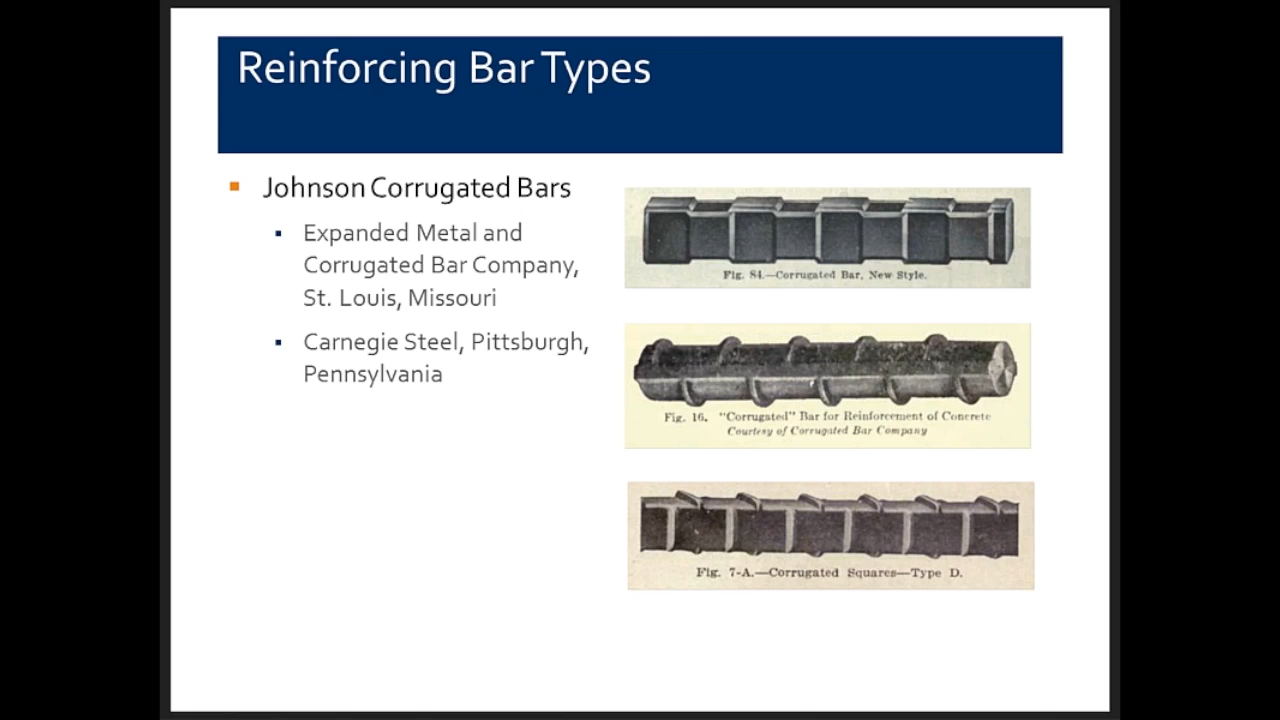 Reinforcing Bar Types
Johnson Corrugated Bars
Expanded Metal and
Corrugated Bar Company,
St. Louis, Missouri
Carnegie Steel, Pittsburgh,
Pennsylvania
Fig. 84.—Corrugated Bar, New Style.
Fig. 16. "Corrugated" Bar for Reinforcement of Concrete
Courtesy of Corrugated Bar Company
Fig. 7-A.—Corrugated Squares—Type D.